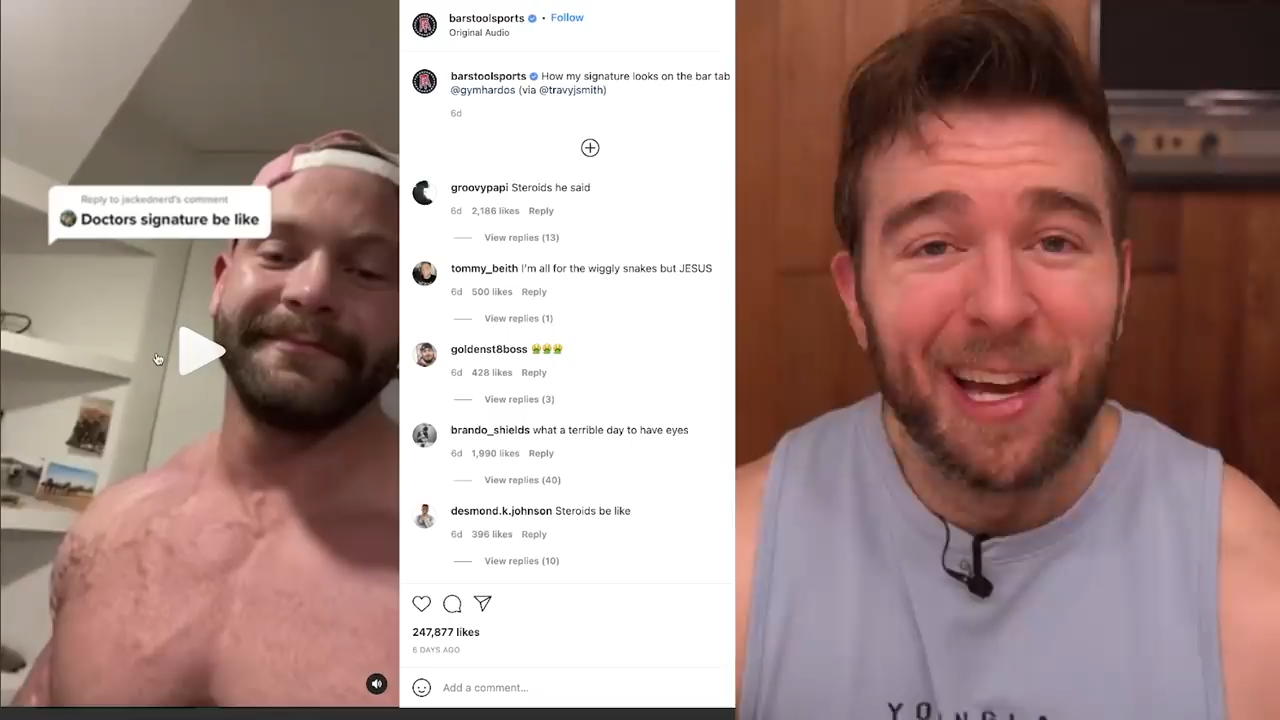 Reply to jackednerd's comment
Doctors signature be like
barstoolsports • Follow
Original Audio
barstoolsports How my signature looks on the bar tab
@gymhardos (via @travyjsmith)
6d
groovypapi Steroids he said
6d 2,186 likes Reply
View replies (13)
tommy_beith I'm all for the wiggly snakes but JESUS
6d 500 likes Reply
View replies (1)
goldenst8boss 🤮🤮🤮
6d 428 likes Reply
View replies (3)
brando_shields what a terrible day to have eyes
6d 1,990 likes Reply
View replies (40)
desmond.k.johnson Steroids be like
6d 396 likes Reply
View replies (10)
247,877 likes
6 DAYS AGO
Add a comment...